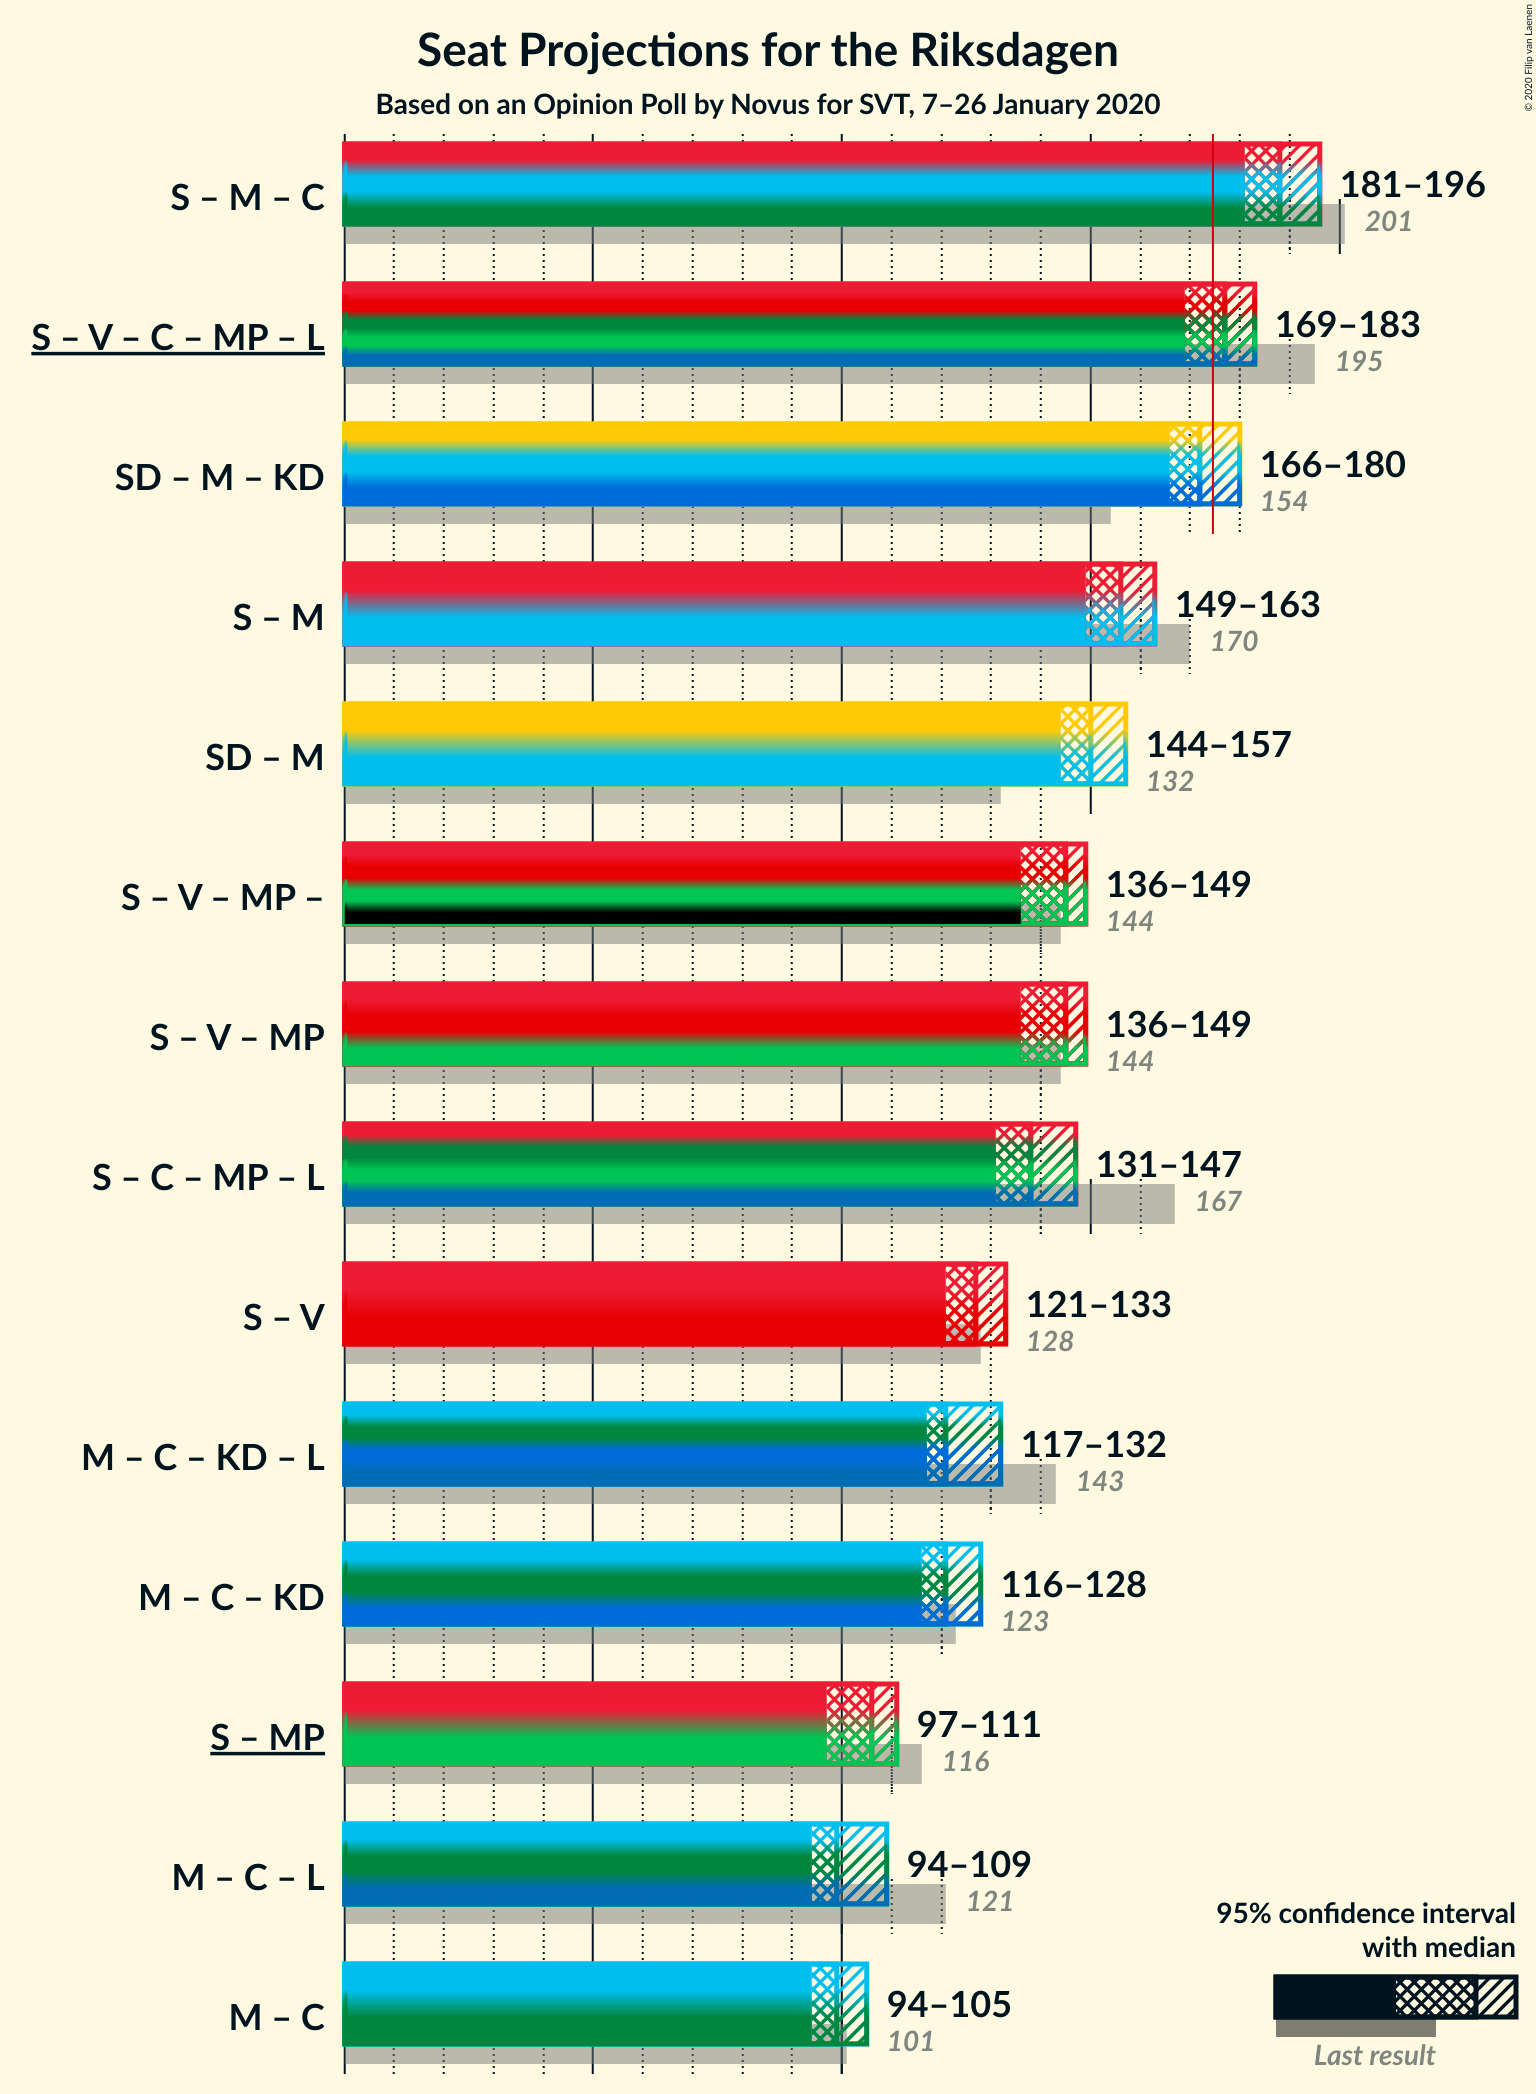 Seat Projections for the Riksdagen
Based on an Opinion Poll by Novus for SVT, 7–26 January 2020
© 2020 Filip van Laenen
S – M – C
181–196
201
S – V – C – MP – L
169–183
195
SD – M – KD
166–180
154
S – M
149–163
170
SD – M
144–157
132
S – V – MP –
136–149
144
S – V – MP
136–149
144
S – C – MP – L
131–147
167
S – V
121–133
128
M – C – KD – L
117–132
143
M – C – KD
116–128
123
S – MP
97–111
116
M – C – L
94–109
121
M – C
94–105
101
95% confidence interval
with median
Last result